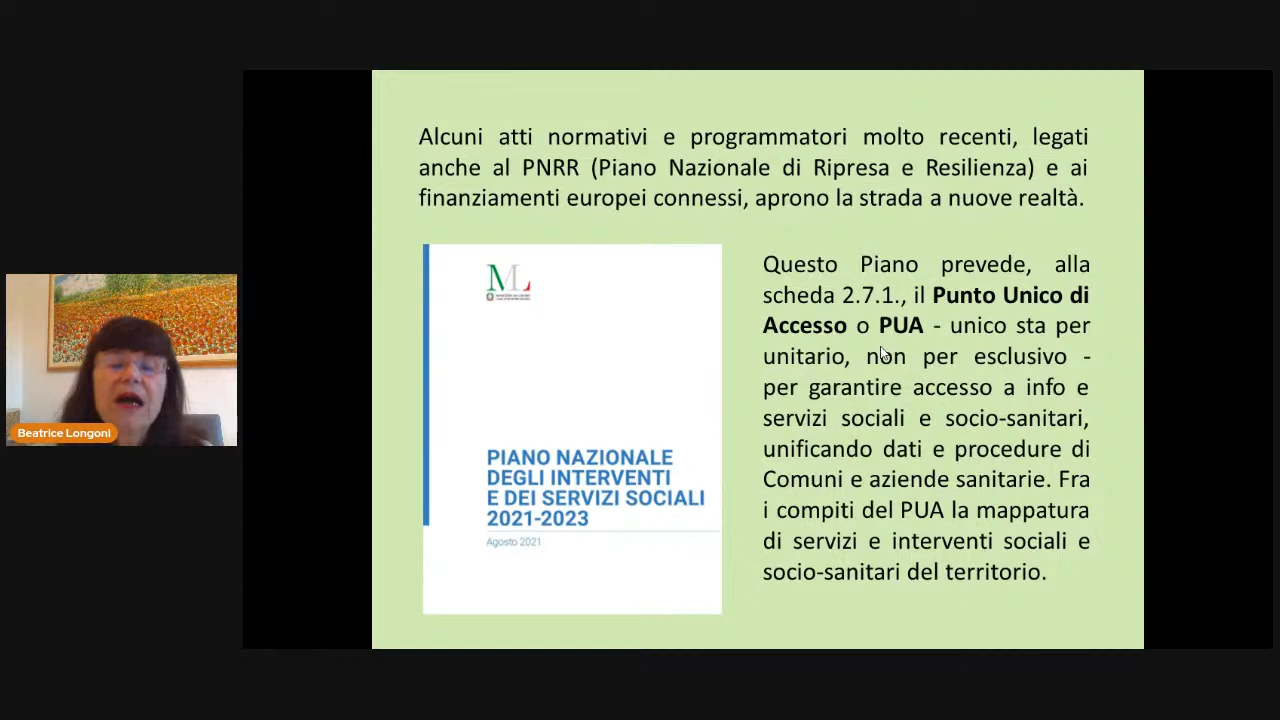 Alcuni atti normativi e programmatori molto recenti, legati
anche al PNRR (Piano Nazionale di Ripresa e Resilienza) e ai
finanziamenti europei connessi, aprono la strada a nuove realtà.
ML
PIANO NAZIONALE
DEGLI INTERVENTI
E DEI SERVIZI SOCIALI
2021-2023
Agosto 2021
Questo Piano prevede, alla
scheda 2.7.1., il Punto Unico di
Accesso o PUA - unico sta per
unitario, non per esclusivo -
per garantire accesso a info e
servizi sociali e socio-sanitari,
unificando dati e procedure di
Comuni e aziende sanitarie. Fra
i compiti del PUA la mappatura
di servizi e interventi sociali e
socio-sanitari del territorio.
Beatrice Longoni